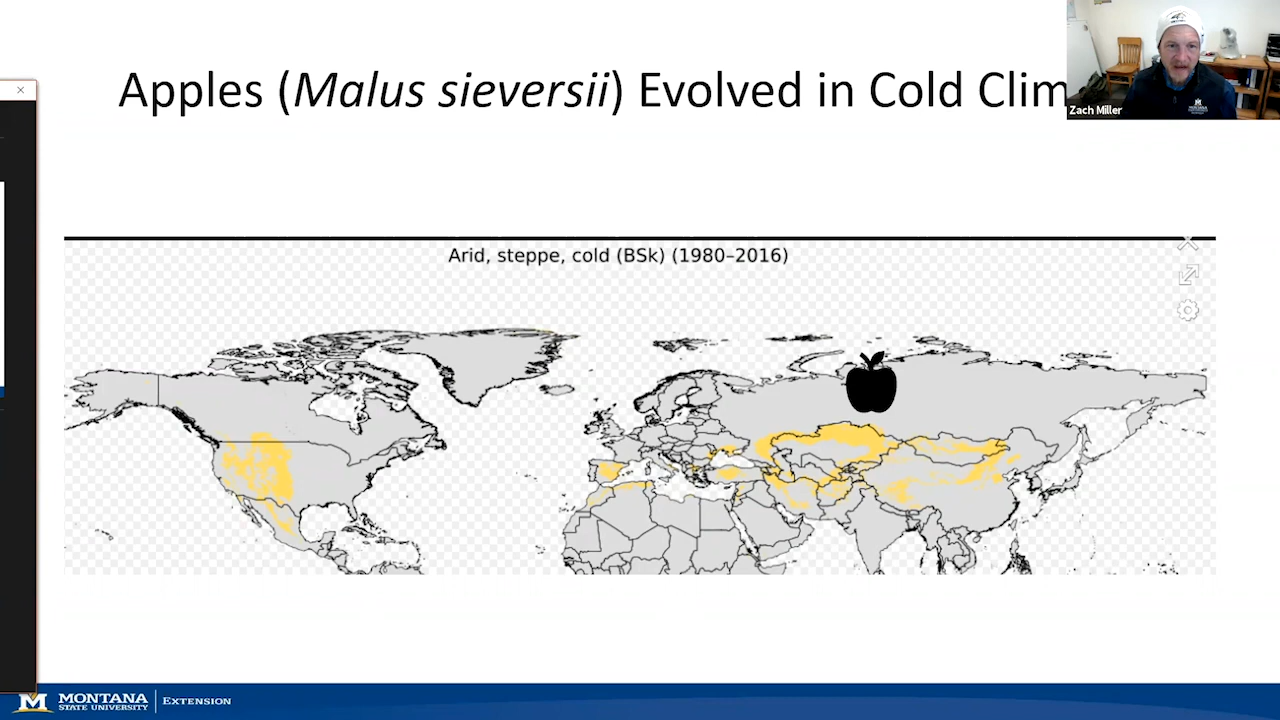 Apples (Malus sieversii) Evolved in Cold Clim
Zach Miller
MONTANA
Arid, steppe, cold (BSk) (1980–2016)
M MONTANA
STATE UNIVERSITY
EXTENSION